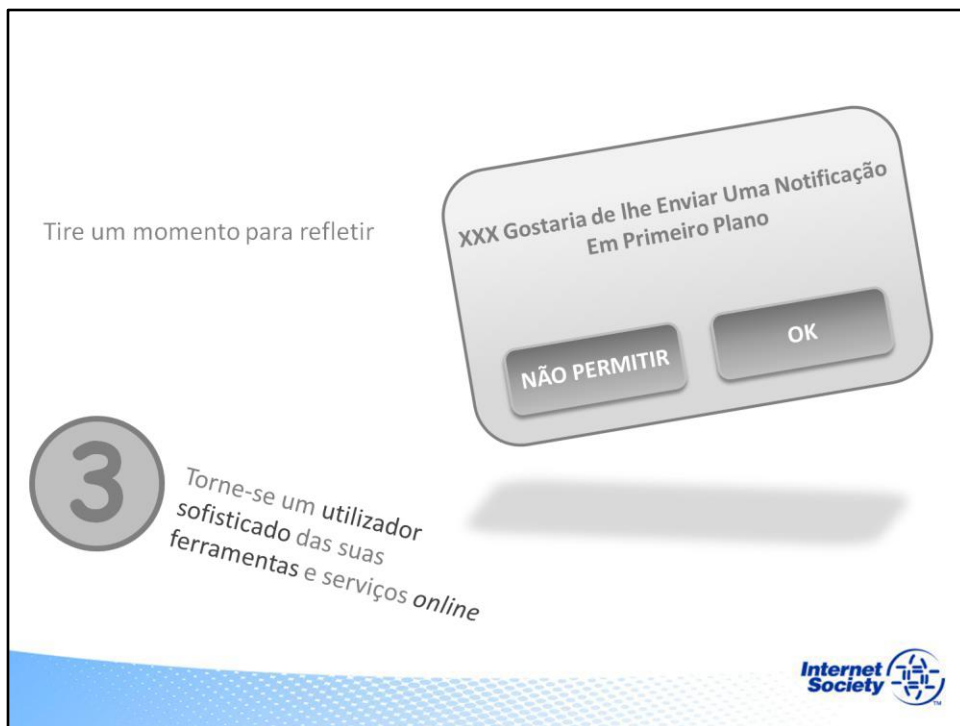 Tire um momento para refletir
XXX Gostaria de lhe Enviar Uma Notificação
Em Primeiro Plano
NÃO PERMITIR
OK
3
Torne-se um utilizador
sofisticado das suas
ferramentas e serviços online
Internet
Society
TM